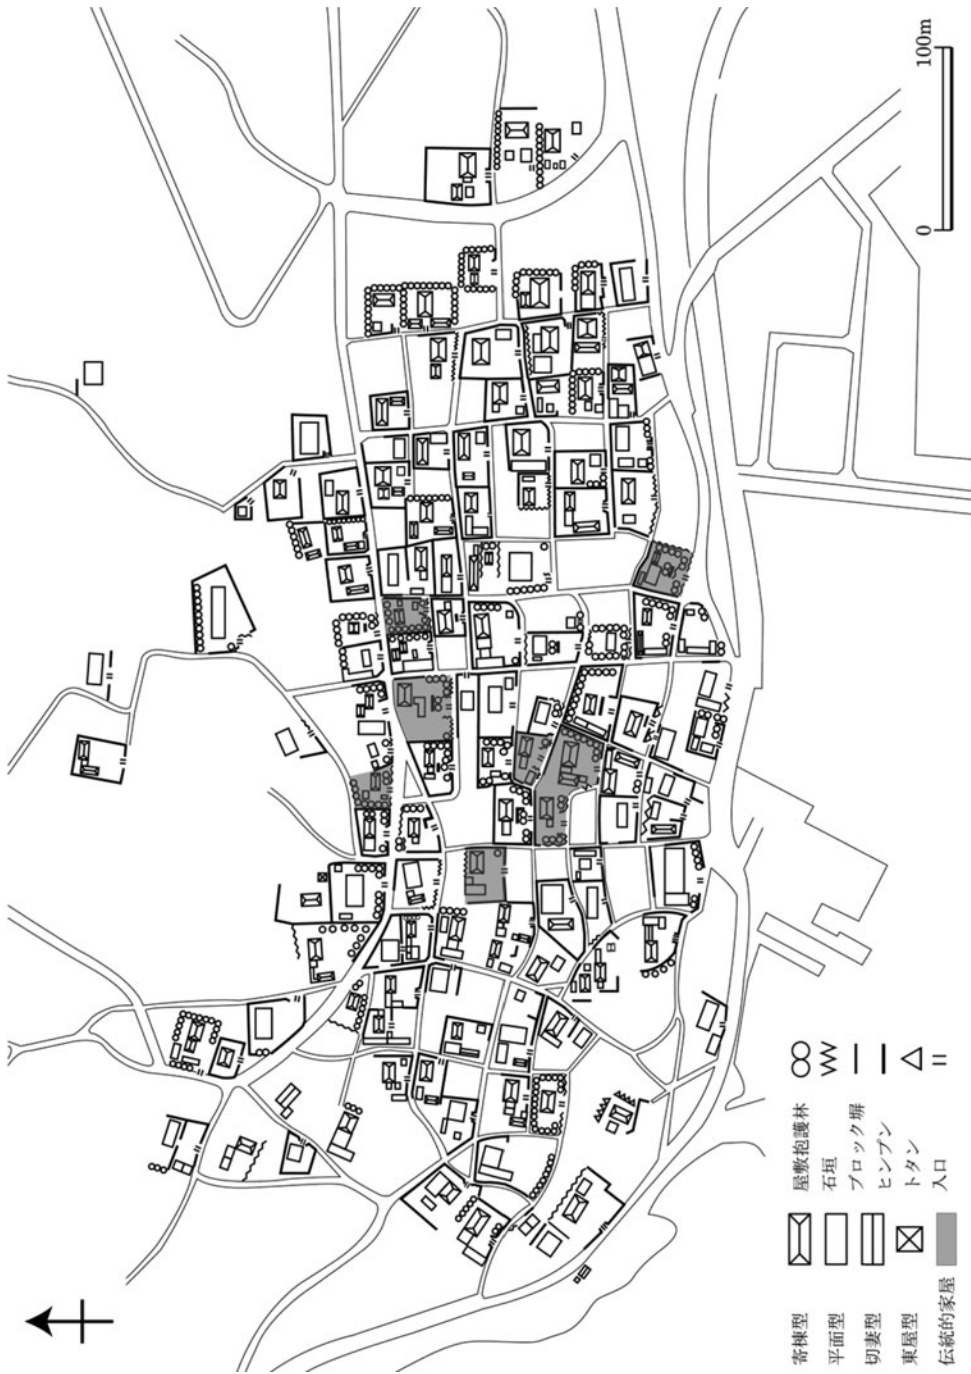 100m
0
寄棟型
平面型
切妻型
東屋型
伝統的家屋
屋敷抱護林
石垣
ブロック塀
ヒンプン
トタン
入口